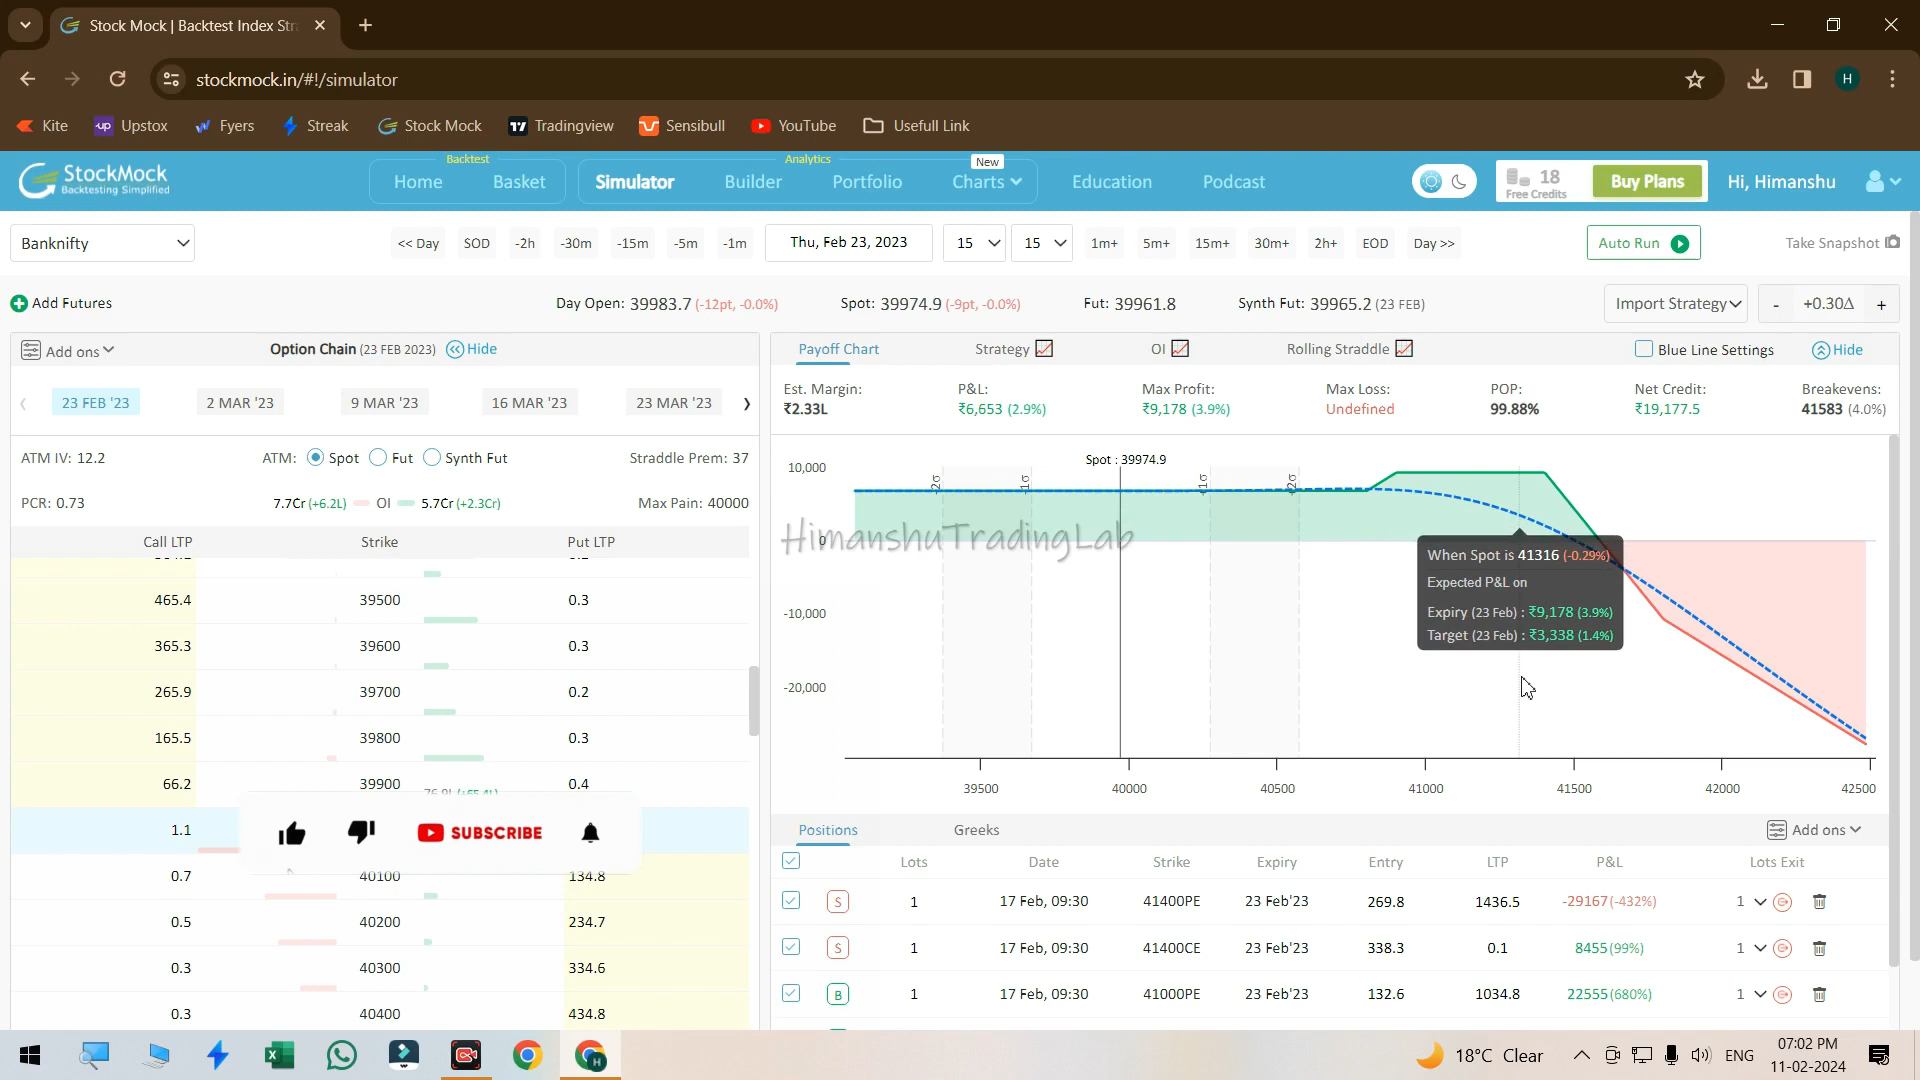 Stock Mock | Backtest Index Str
stockmock.in/#!/simulator
H
Kite
up Upstox
Fyers
Streak
Stock Mock
Tradingview
Sensibull
YouTube
Usefull Link
StockMock
Backtesting Simplified
Backtest
Home
Basket
Simulator
Builder
Analytics
Portfolio
New
Charts
Education
Podcast
18
Free Credits
Buy Plans
Hi, Himanshu
Banknifty
<< Day
SOD
-2h
-30m
-15m
-5m
-1m
Thu, Feb 23, 2023
15
15
1m+
5m+
15m+
30m+
2h+
EOD
Day >>
Auto Run
Take Snapshot
Add Futures
Day Open: 39983.7 (-12pt, -0.0%)
Spot: 39974.9 (-9pt, -0.0%)
Fut: 39961.8
Synth Fut: 39965.2 (23 FEB)
Import Strategy
- +0.30Δ +
Add ons
Option Chain (23 FEB 2023)
Hide
23 FEB '23
2 MAR '23
9 MAR '23
16 MAR '23
23 MAR '23
ATM IV: 12.2
ATM: Spot Fut Synth Fut
Straddle Prem: 37
PCR: 0.73
7.7Cr (+6.2L) OI 5.7Cr (+2.3Cr)
Max Pain: 40000
Call LTP Strike Put LTP
465.4 39500 0.3
365.3 39600 0.3
265.9 39700 0.2
165.5 39800 0.3
66.2 39900 0.4
1.1
SUBSCRIBE
0.7 40100 134.8
0.5 40200 234.7
0.3 40300 334.6
0.3 40400 434.8
Payoff Chart
Strategy
OI
Rolling Straddle
Blue Line Settings
Hide
Est. Margin: P&L: Max Profit: Max Loss: POP: Net Credit: Breakevens:
₹2.33L ₹6,653 (2.9%) ₹9,178 (3.9%) Undefined 99.88% ₹19,177.5 41583 (4.0%)
Spot : 39974.9
10,000
0
-10,000
-20,000
-2σ
-1σ
+1σ
+2σ
HimanshuTradingLab
When Spot is 41316 (-0.29%)
Expected P&L on
Expiry (23 Feb) : ₹9,178 (3.9%)
Target (23 Feb) : ₹3,338 (1.4%)
39500 40000 40500 41000 41500 42000 42500
Positions
Greeks
Add ons
Lots Date Strike Expiry Entry LTP P&L Lots Exit
S 1 17 Feb, 09:30 41400PE 23 Feb'23 269.8 1436.5 -29167(-432%) 1
S 1 17 Feb, 09:30 41400CE 23 Feb'23 338.3 0.1 8455(99%) 1
B 1 17 Feb, 09:30 41000PE 23 Feb'23 132.6 1034.8 22555(680%) 1
18°C Clear
ENG
07:02 PM
11-02-2024